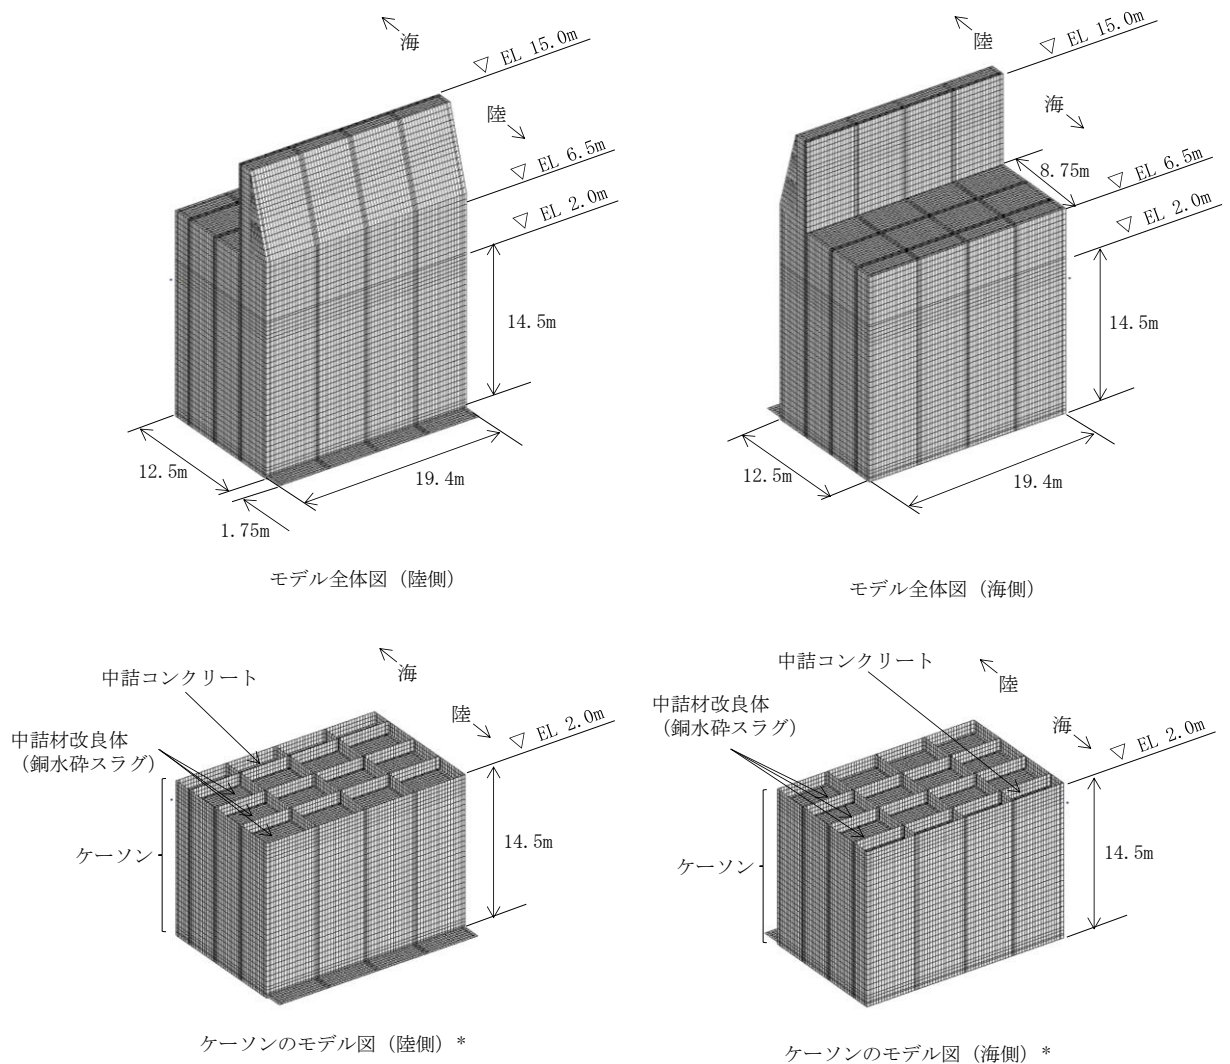 海
▽ EL 15.0m
陸
▽ EL 6.5m
▽ EL 2.0m
14.5m
12.5m
19.4m
1.75m
モデル全体図（陸側）
陸
▽ EL 15.0m
海
8.75m
▽ EL 6.5m
▽ EL 2.0m
14.5m
12.5m
19.4m
モデル全体図（海側）
海
中詰コンクリート
陸
▽ EL 2.0m
中詰材改良体
（銅水砕スラグ）
ケーソン
14.5m
ケーソンのモデル図（陸側）*
中詰コンクリート
陸
中詰材改良体
（銅水砕スラグ）
海
▽ EL 2.0m
ケーソン
14.5m
ケーソンのモデル図（海側）*